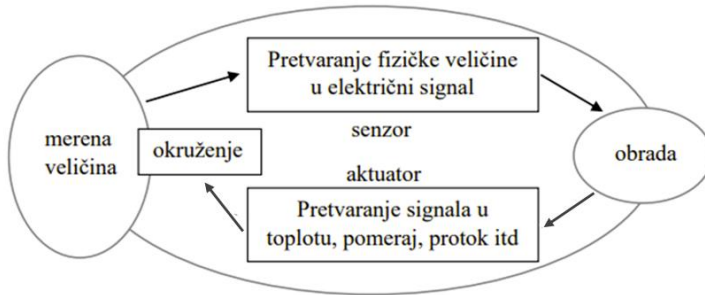 Pretvaranje fizičke veličine
u električni signal
merena
veličina
okruženje
senzor
aktuator
obrada
Pretvaranje signala u
toplotu, pomeraj, protok itd